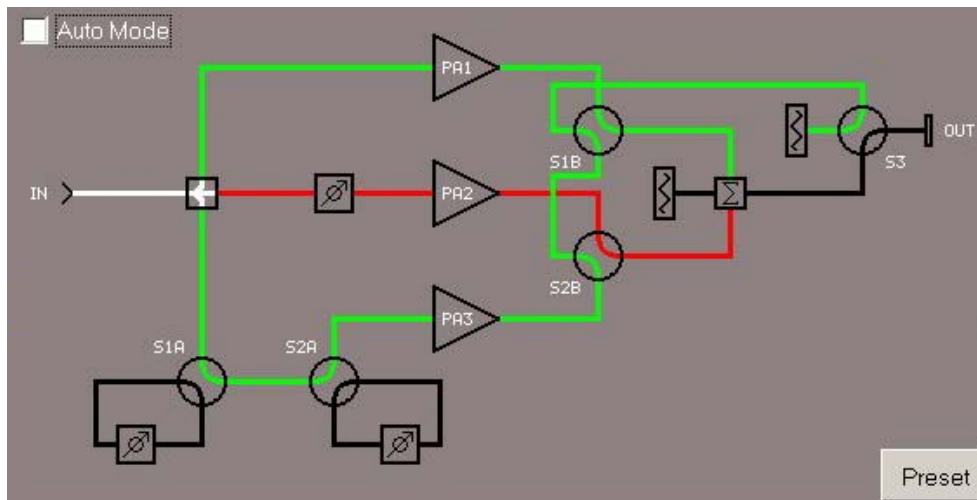 Auto Mode
PA1
OUT
S1B
S3
IN
PA2
Σ
S2B
PA3
S1A
S2A
Preset